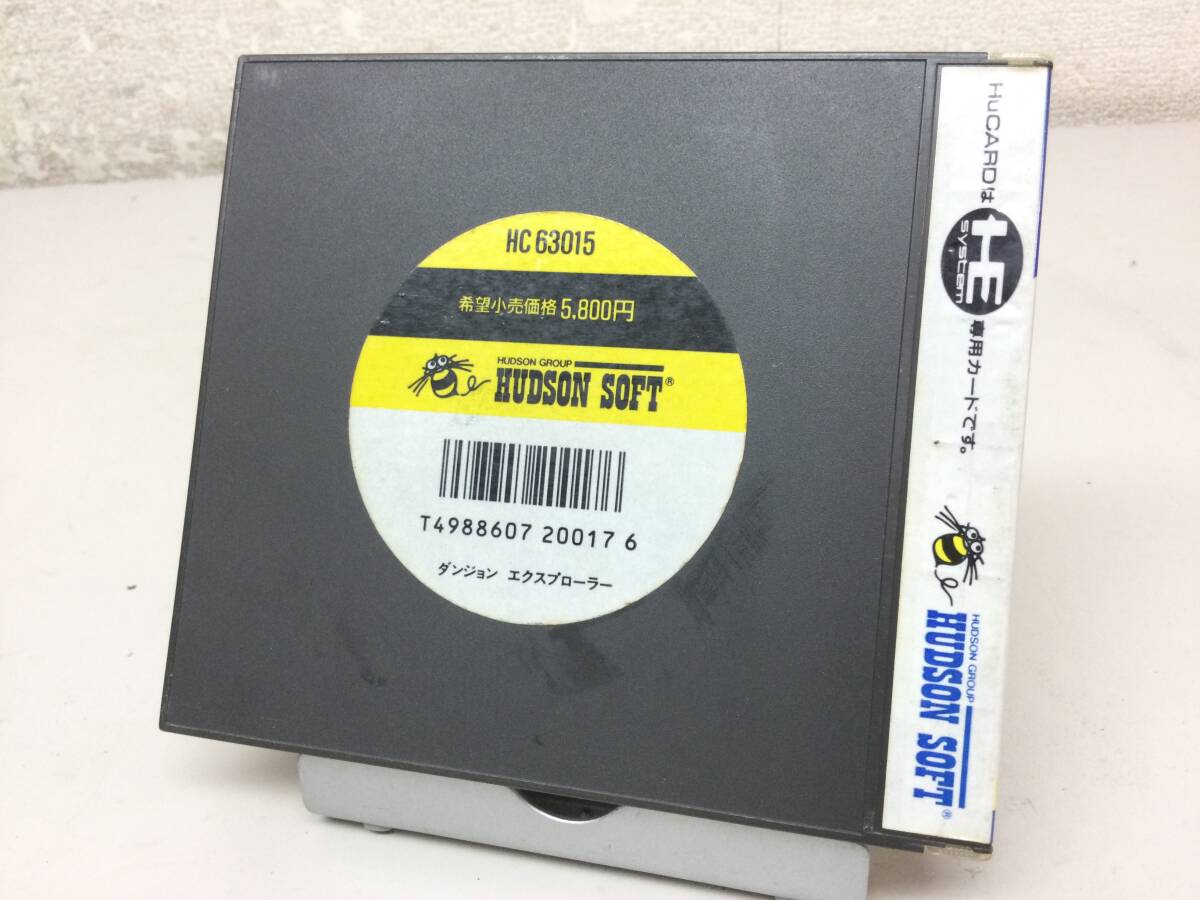 HC 63015
希望小売価格 5,800円
HUDSON GROUP
HUDSON SOFT®
T4988607 20017 6
ダンジョン エクスプローラー
HuCARDは HE system 専用カードです。
HUDSON GROUP
HUDSON SOFT®